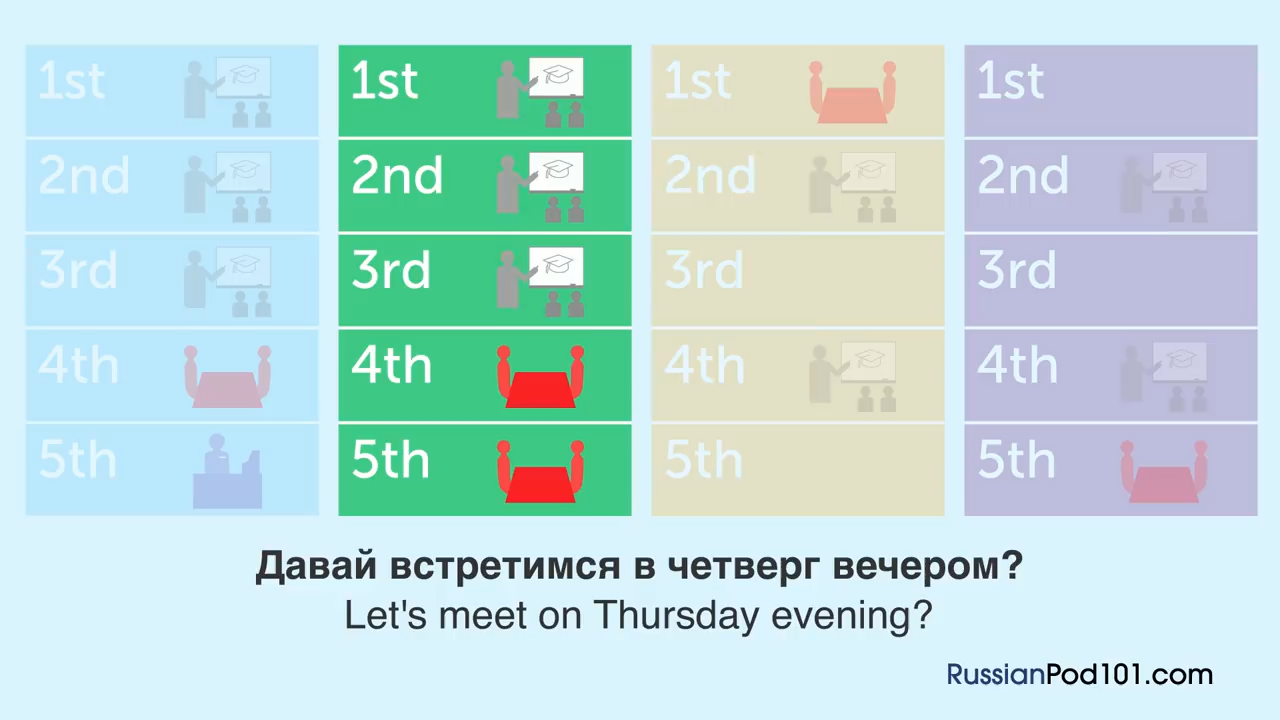 1st 1st 1st 1st
2nd 2nd 2nd 2nd
3rd 3rd 3rd 3rd
4th 4th 4th 4th
5th 5th 5th 5th
Давай встретимся в четверг вечером?
Let's meet on Thursday evening?
RussianPod101.com